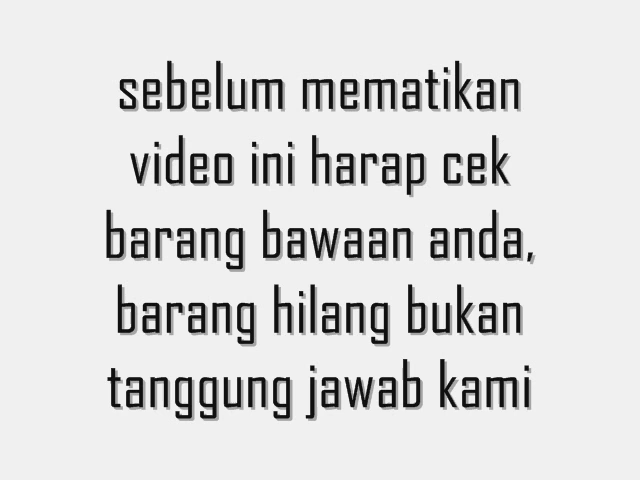 sebelum mematikan
video ini harap cek
barang bawaan anda,
barang hilang bukan
tanggung jawab kami